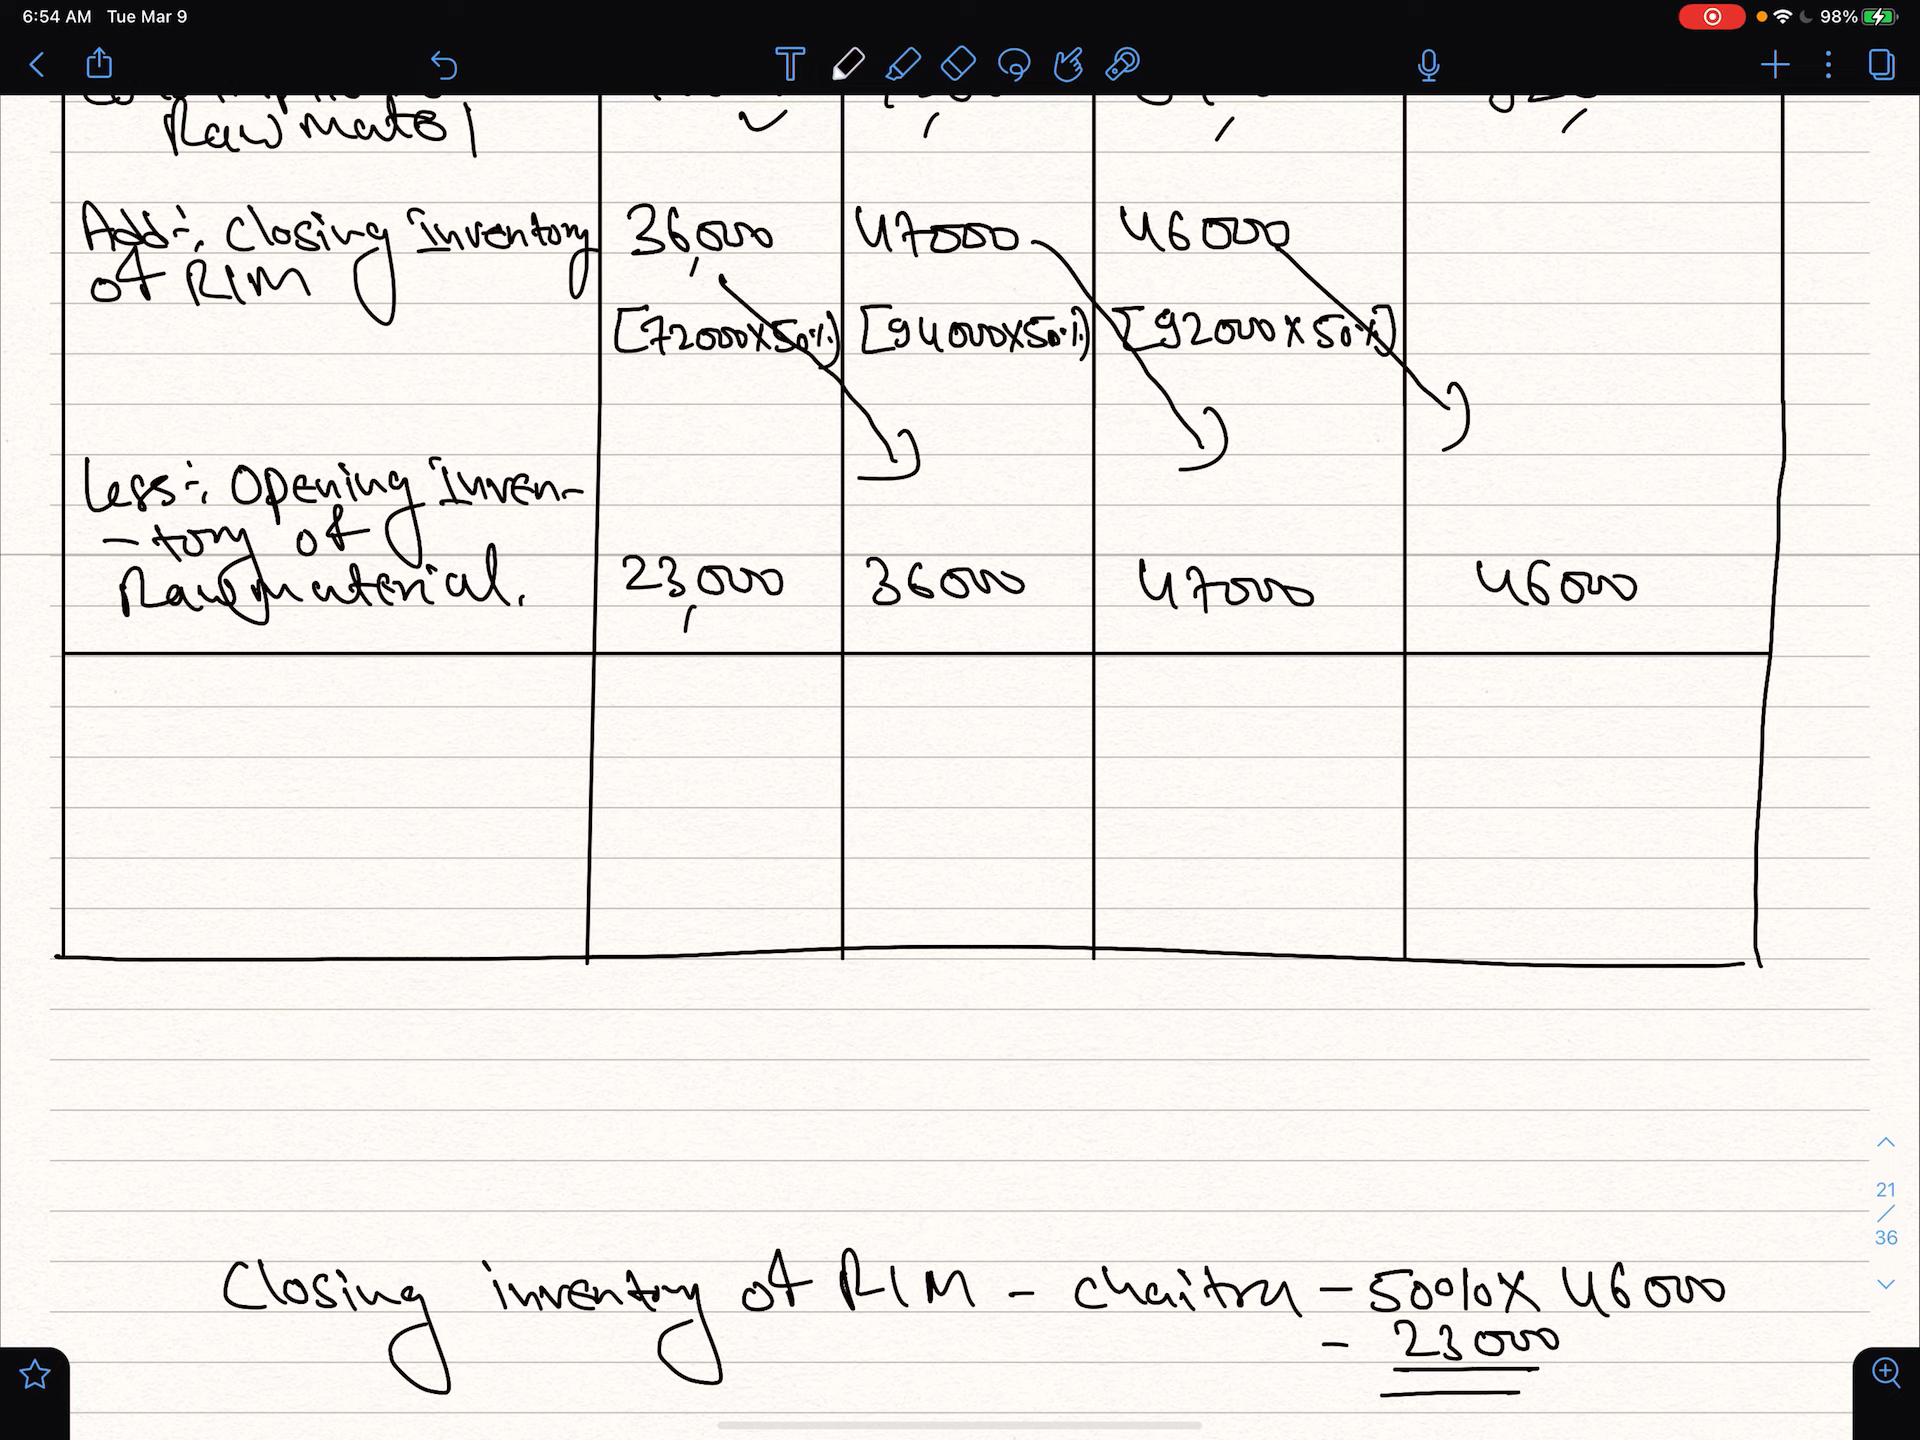 6:54 AM Tue Mar 9
98%
Raw mate l
Add:- Closing inventory 36,000 47000 46000
of R/M
[72000x50%] [94000x50%] [92000x50%]
Less:- Opening Inven-
-tory of
Raw material. 23,000 36000 47000 46000
21
/
36
Closing inventory of R/M - chaitra - 50%x 46000
- 23000